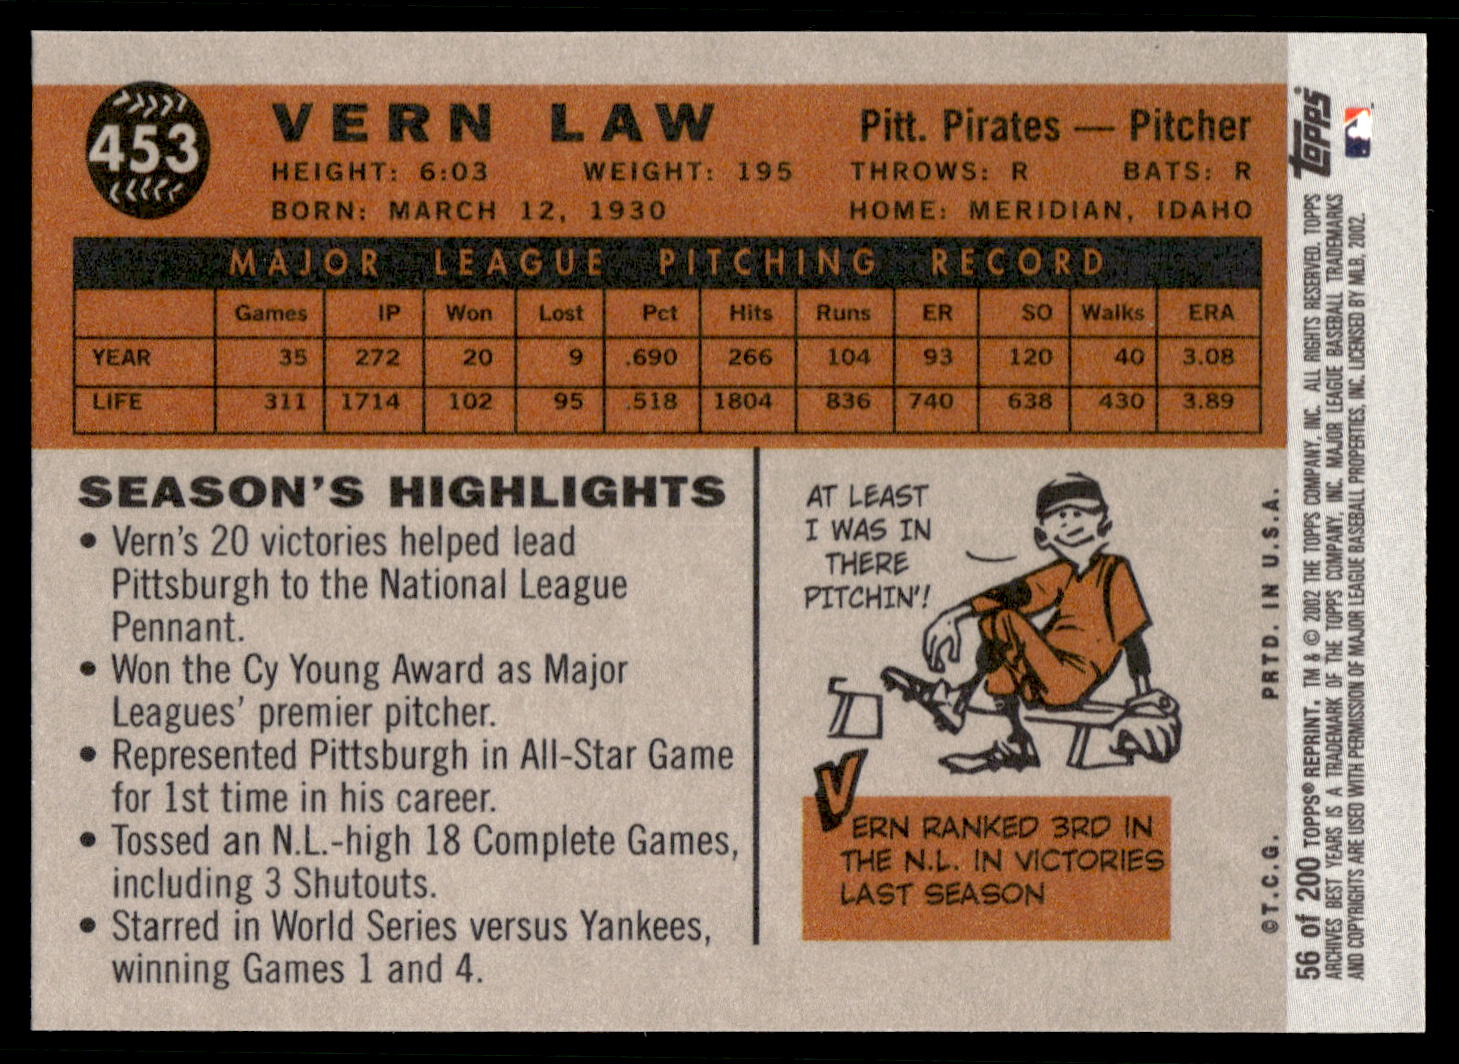 453
VERN LAW
Pitt. Pirates — Pitcher
HEIGHT: 6:03 WEIGHT: 195 THROWS: R BATS: R
BORN: MARCH 12, 1930 HOME: MERIDIAN, IDAHO
MAJOR LEAGUE PITCHING RECORD
Games IP Won Lost Pct Hits Runs ER SO Walks ERA
YEAR 35 272 20 9 .690 266 104 93 120 40 3.08
LIFE 311 1714 102 95 .518 1804 836 740 638 430 3.89
SEASON'S HIGHLIGHTS
• Vern's 20 victories helped lead
Pittsburgh to the National League
Pennant.
• Won the Cy Young Award as Major
Leagues' premier pitcher.
• Represented Pittsburgh in All-Star Game
for 1st time in his career.
• Tossed an N.L.-high 18 Complete Games,
including 3 Shutouts.
• Starred in World Series versus Yankees,
winning Games 1 and 4.
AT LEAST
I WAS IN
THERE
PITCHIN'!
VERN RANKED 3RD IN
THE N.L. IN VICTORIES
LAST SEASON
©T.C.G. PRTD. IN U.S.A.
Topps
56 of 200 TOPPS® REPRINT, TM & © 2002 THE TOPPS COMPANY, INC. ALL RIGHTS RESERVED. TOPPS
ARCHIVES BEST YEARS IS A TRADEMARK OF THE TOPPS COMPANY, INC. MAJOR LEAGUE BASEBALL TRADEMARKS
AND COPYRIGHTS ARE USED WITH PERMISSION OF MAJOR LEAGUE BASEBALL PROPERTIES, INC. LICENSED BY MLB, 2002.